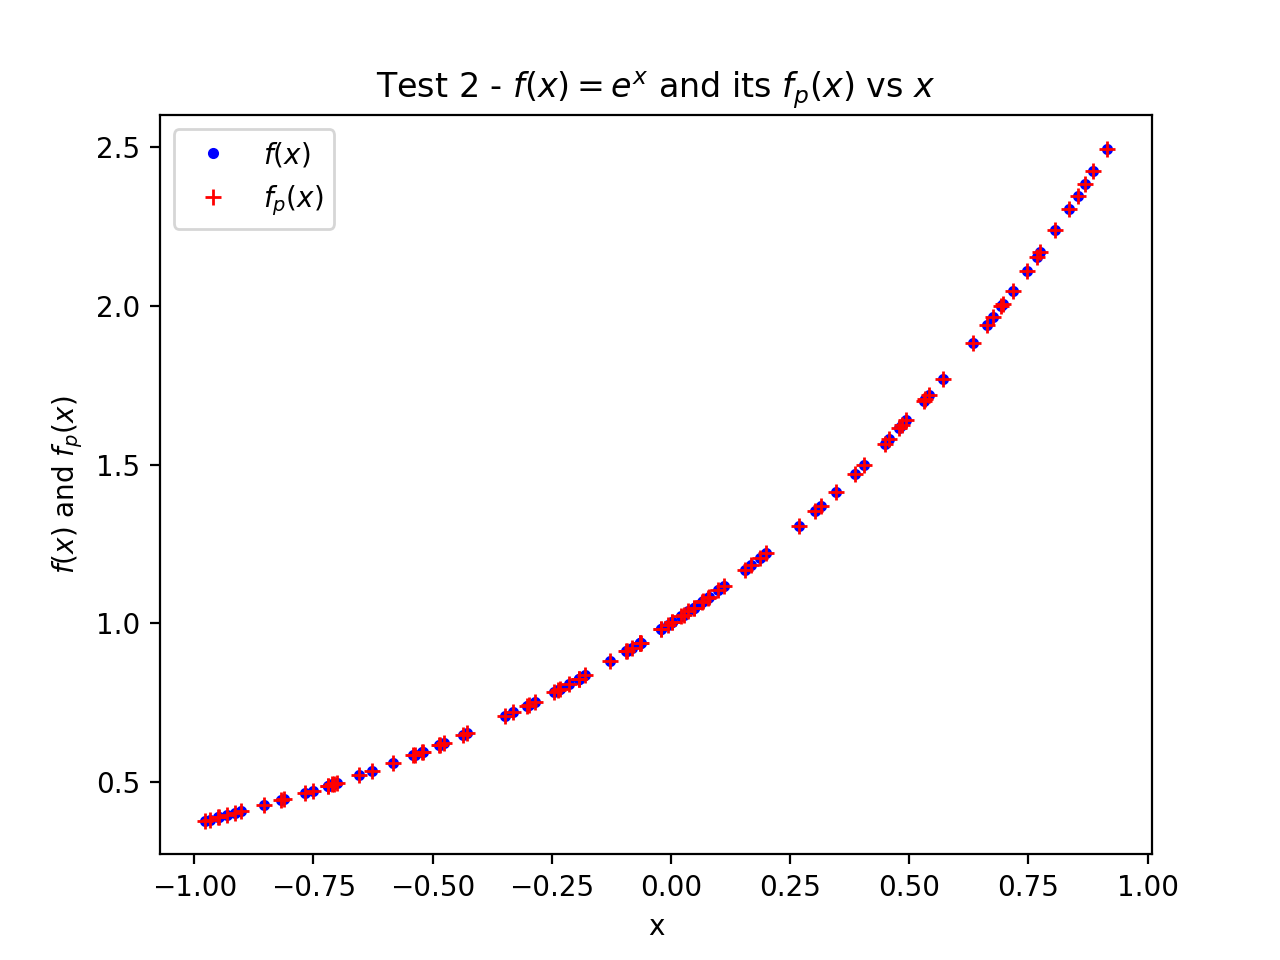 Test 2 - f(x) = e^x and its f_p(x) vs x
f(x)
f_p(x)
f(x) and f_p(x)
2.5
2.0
1.5
1.0
0.5
−1.00 −0.75 −0.50 −0.25 0.00 0.25 0.50 0.75 1.00
x